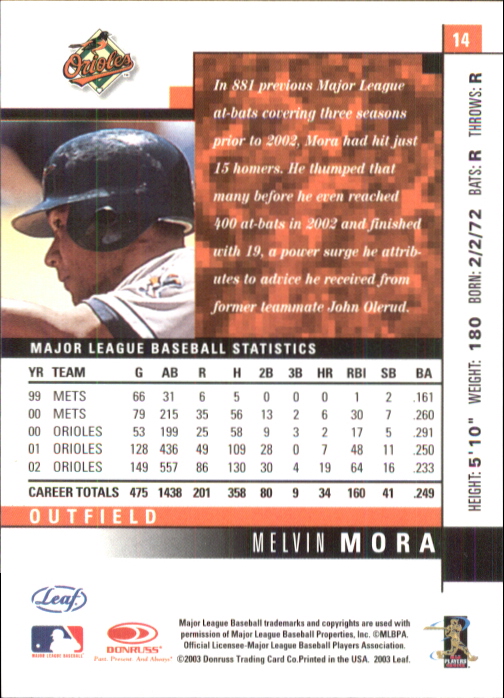 14
Orioles
In 881 previous Major League
at-bats covering three seasons
prior to 2002, Mora had hit just
15 homers. He thumped that
many before he even reached
400 at-bats in 2002 and finished
with 19, a power surge he attrib-
utes to advice he received from
former teammate John Olerud.
HEIGHT: 5'10" WEIGHT: 180 BORN: 2/2/72 BATS: R THROWS: R
MAJOR LEAGUE BASEBALL STATISTICS
YR TEAM G AB R H 2B 3B HR RBI SB BA
99 METS 66 31 6 5 0 0 0 1 2 .161
00 METS 79 215 35 56 13 2 6 30 7 .260
00 ORIOLES 53 199 25 58 9 3 2 17 5 .291
01 ORIOLES 128 436 49 109 28 0 7 48 11 .250
02 ORIOLES 149 557 86 130 30 4 19 64 16 .233
CAREER TOTALS 475 1438 201 358 80 9 34 160 41 .249
OUTFIELD
MELVIN MORA
Leaf
MAJOR LEAGUE BASEBALL
DONRUSS
Past, Present, And Always
Major League Baseball trademarks and copyrights are used with
permission of Major League Baseball Properties, Inc. ©MLBPA.
Official Licensee-Major League Baseball Players Association.
©2003 Donruss Trading Card Co.Printed in the USA. 2003 Leaf.
PLAYERS